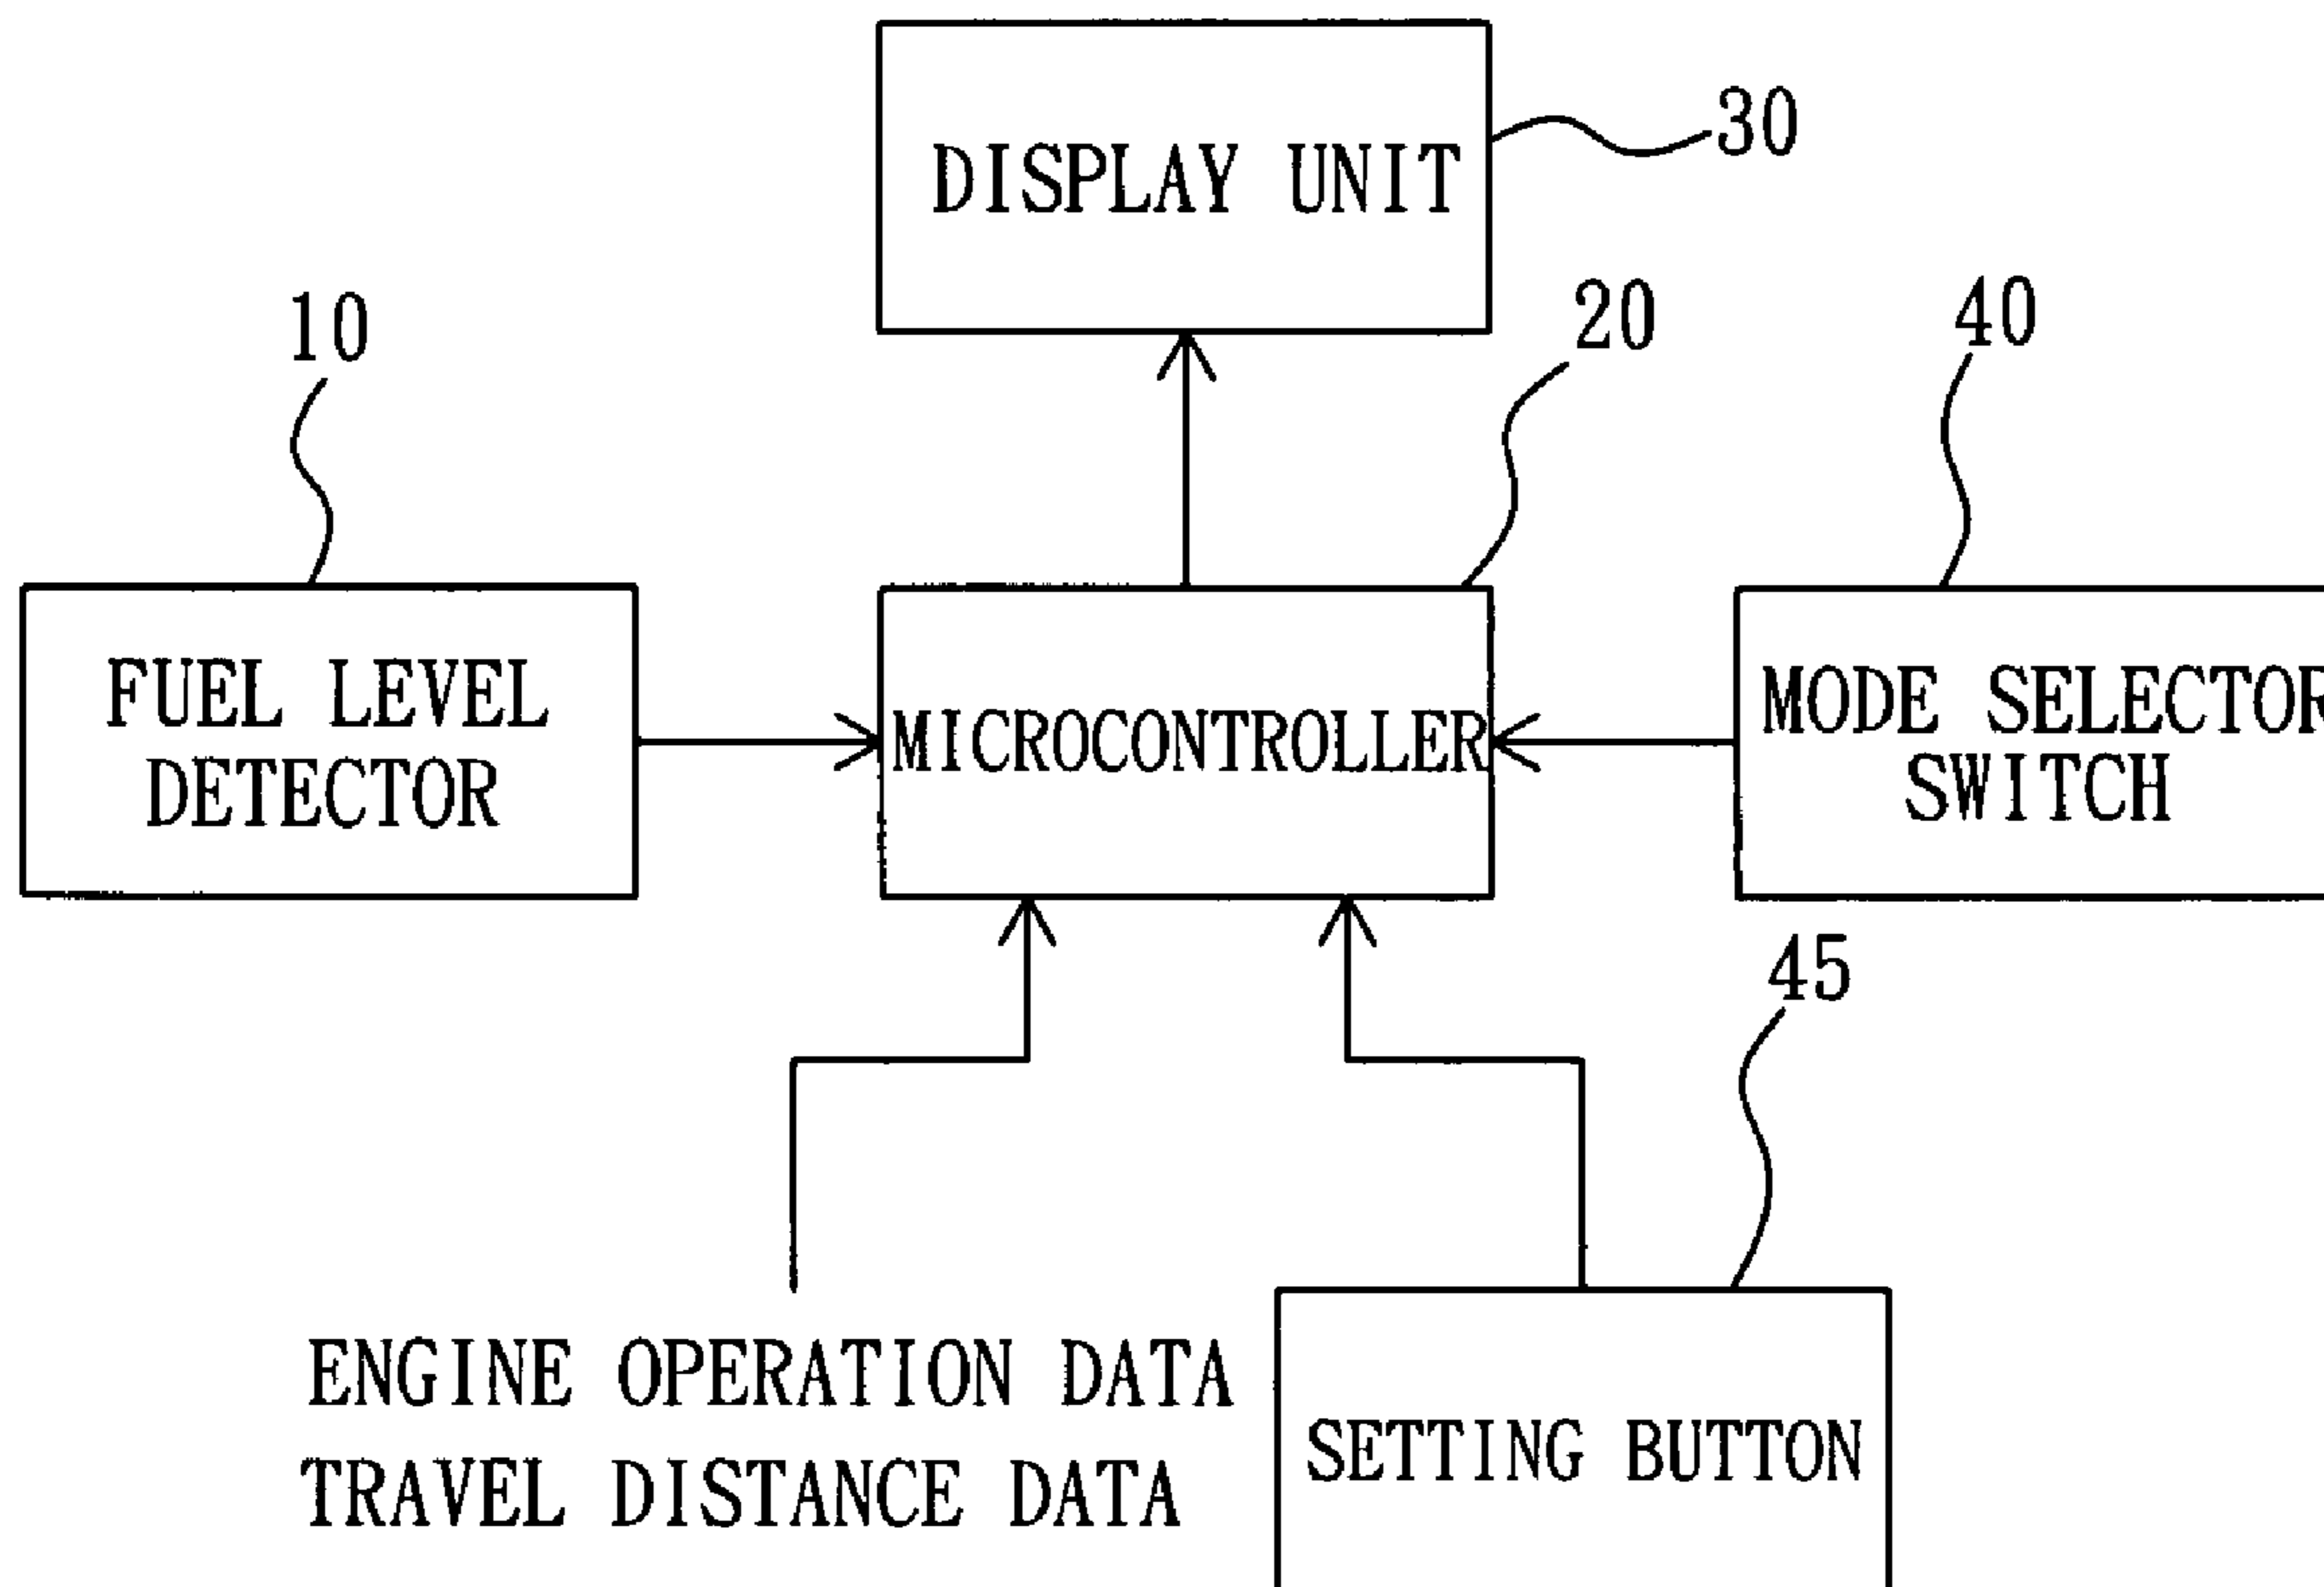 DISPLAY UNIT
30
10
20
40
FUEL LEVEL
DETECTOR
MICROCONTROLLER
MODE SELECTOR
SWITCH
45
ENGINE OPERATION DATA
TRAVEL DISTANCE DATA
SETTING BUTTON